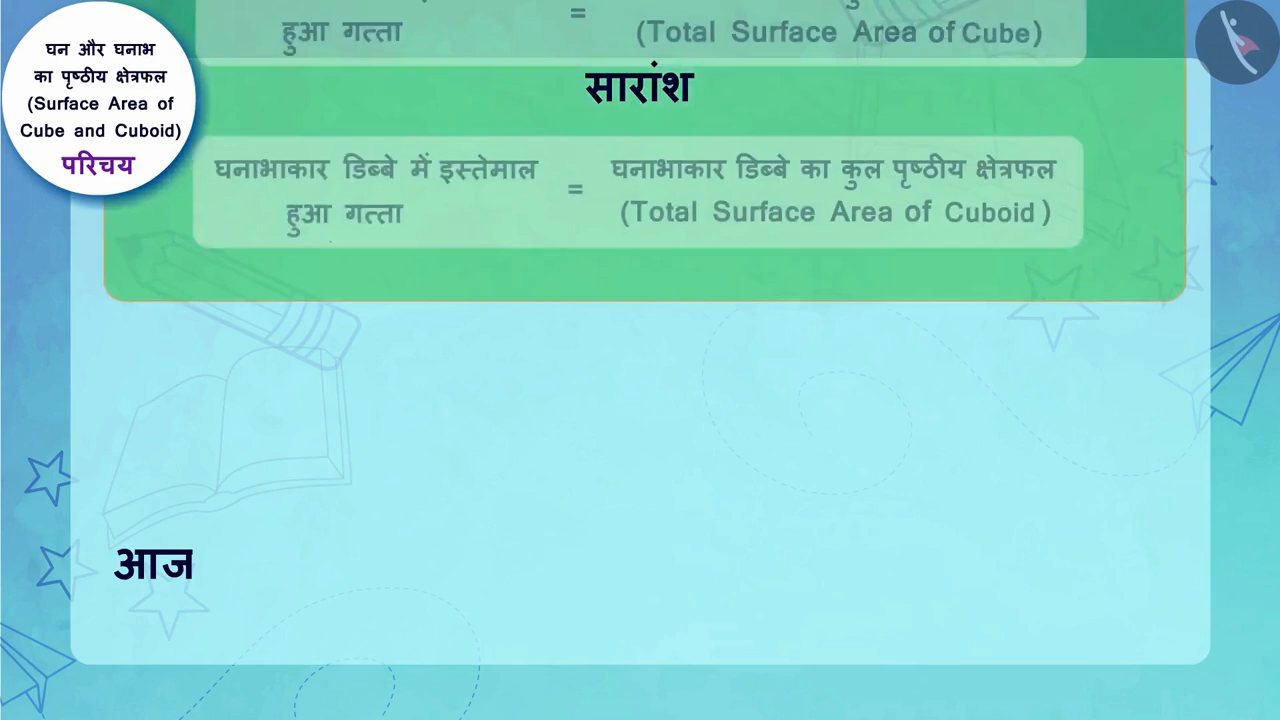 घन और घनाभ
का पृष्ठीय क्षेत्रफल
(Surface Area of
Cube and Cuboid)
परिचय
हुआ गत्ता
=
(Total Surface Area of Cube)
सारांश
घनाभाकार डिब्बे में इस्तेमाल
हुआ गत्ता
=
घनाभाकार डिब्बे का कुल पृष्ठीय क्षेत्रफल
(Total Surface Area of Cuboid)
आज